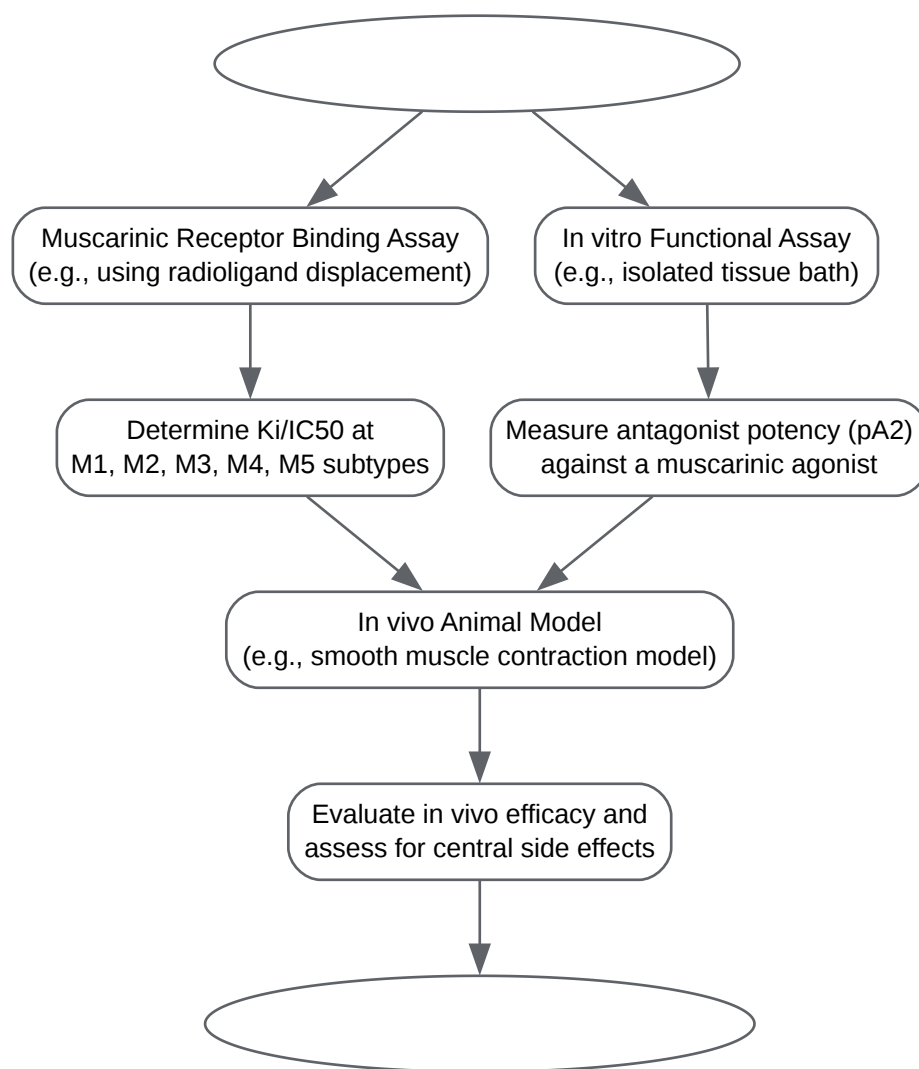 Muscarinic Receptor Binding Assay
(e.g., using radioligand displacement)
In vitro Functional Assay
(e.g., isolated tissue bath)
Determine Ki/IC50 at
M1, M2, M3, M4, M5 subtypes
Measure antagonist potency (pA2)
against a muscarinic agonist
In vivo Animal Model
(e.g., smooth muscle contraction model)
Evaluate in vivo efficacy and
assess for central side effects